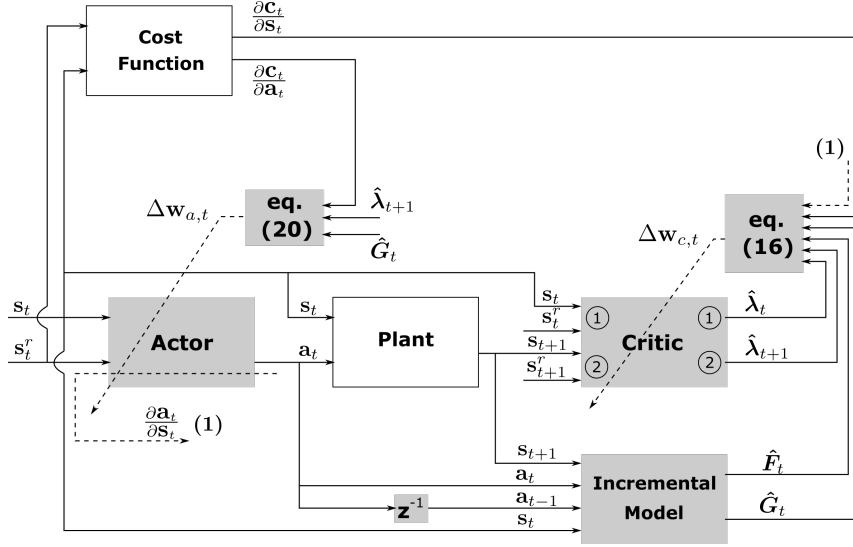 ∂c_t/∂s_t
Cost
Function
∂c_t/∂a_t
(1)
Δw_{a,t}
eq.
(20)
λ̂_{t+1}
Ĝ_t
Δw_{c,t}
eq.
(16)
s_t
s_t^r
Actor
a_t
s_t
Plant
s_t
s_t^r
s_{t+1}
s_{t+1}^r
①
②
Critic
①
②
λ̂_t
λ̂_{t+1}
∂a_t/∂s_t (1)
s_{t+1}
a_t
z^{-1}
a_{t−1}
s_t
Incremental
Model
F̂_t
Ĝ_t